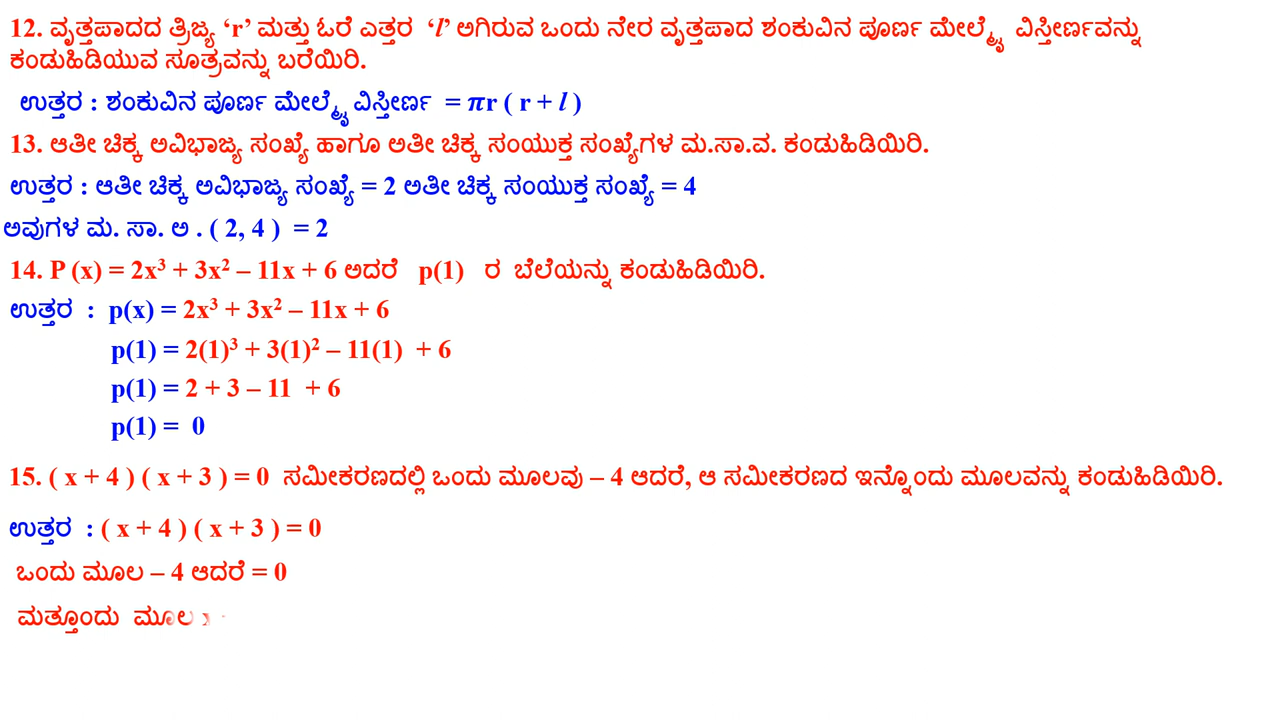 12. ವೃತ್ತಪಾದದ ತ್ರಿಜ್ಯ ‘r’ ಮತ್ತು ಓರೆ ಎತ್ತರ ‘l’ ಅಗಿರುವ ಒಂದು ನೇರ ವೃತ್ತಪಾದ ಶಂಕುವಿನ ಪೂರ್ಣ ಮೇಲ್ಮೈ ವಿಸ್ತೀರ್ಣವನ್ನು
ಕಂಡುಹಿಡಿಯುವ ಸೂತ್ರವನ್ನು ಬರೆಯಿರಿ.
ಉತ್ತರ : ಶಂಕುವಿನ ಪೂರ್ಣ ಮೇಲ್ಮೈ ವಿಸ್ತೀರ್ಣ = πr ( r + l )
13. ಆತೀ ಚಿಕ್ಕ ಅವಿಭಾಜ್ಯ ಸಂಖ್ಯೆ ಹಾಗೂ ಅತೀ ಚಿಕ್ಕ ಸಂಯುಕ್ತ ಸಂಖ್ಯೆಗಳ ಮ.ಸಾ.ವ. ಕಂಡುಹಿಡಿಯಿರಿ.
ಉತ್ತರ : ಆತೀ ಚಿಕ್ಕ ಅವಿಭಾಜ್ಯ ಸಂಖ್ಯೆ = 2 ಅತೀ ಚಿಕ್ಕ ಸಂಯುಕ್ತ ಸಂಖ್ಯೆ = 4
ಅವುಗಳ ಮ. ಸಾ. ಅ . ( 2, 4 ) = 2
14. P (x) = 2x³ + 3x² – 11x + 6 ಅದರೆ p(1) ರ ಬೆಲೆಯನ್ನು ಕಂಡುಹಿಡಿಯಿರಿ.
ಉತ್ತರ : p(x) = 2x³ + 3x² – 11x + 6
p(1) = 2(1)³ + 3(1)² – 11(1) + 6
p(1) = 2 + 3 – 11 + 6
p(1) = 0
15. ( x + 4 ) ( x + 3 ) = 0 ಸಮೀಕರಣದಲ್ಲಿ ಒಂದು ಮೂಲವು – 4 ಆದರೆ, ಆ ಸಮೀಕರಣದ ಇನ್ನೊಂದು ಮೂಲವನ್ನು ಕಂಡುಹಿಡಿಯಿರಿ.
ಉತ್ತರ : ( x + 4 ) ( x + 3 ) = 0
ಒಂದು ಮೂಲ – 4 ಆದರೆ = 0
ಮತ್ತೂಂದು ಮೂಲ x